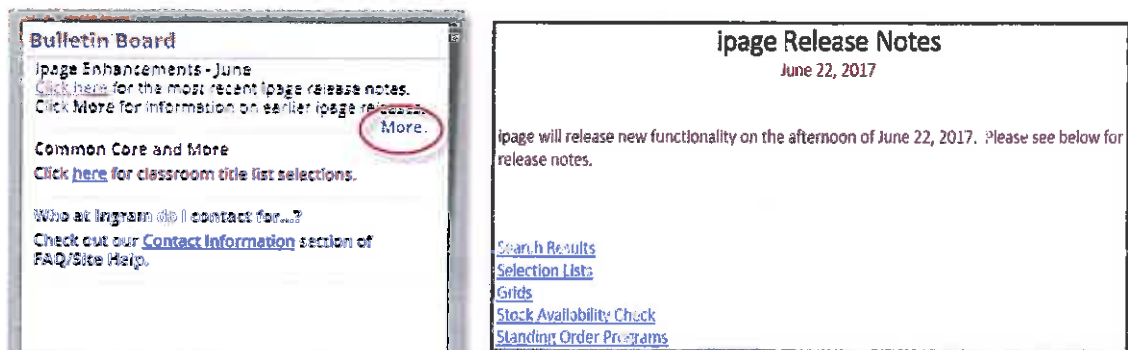 Bulletin Board
ipage Enhancements - June
Click here for the most recent ipage release notes.
Click More for information on earlier ipage releases.
More.
Common Core and More
Click here for classroom title list selections.
Who at Ingram do I contact for...?
Check out our Contact Information section of
FAQ/Site Help.
ipage Release Notes
June 22, 2017
ipage will release new functionality on the afternoon of June 22, 2017. Please see below for
release notes.
Search Results
Selection Lists
Grids
Stock Availability Check
Standing Order Programs